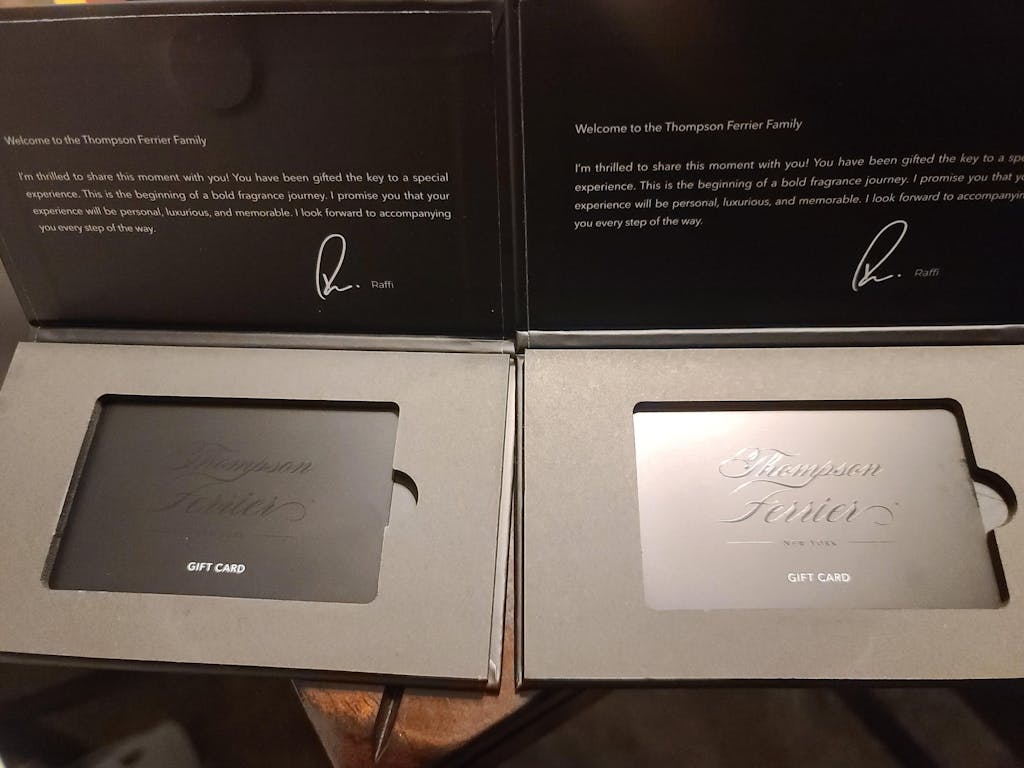 Welcome to the Thompson Ferrier Family
I'm thrilled to share this moment with you! You have been gifted the key to a special
experience. This is the beginning of a bold fragrance journey. I promise you that your
experience will be personal, luxurious, and memorable. I look forward to accompanying
you every step of the way.
Raffi
Thompson
Ferrier
GIFT CARD
Welcome to the Thompson Ferrier Family
I'm thrilled to share this moment with you! You have been gifted the key to a spe
experience. This is the beginning of a bold fragrance journey. I promise you that yo
experience will be personal, luxurious, and memorable. I look forward to accompanyin
you every step of the way.
Raffi
Thompson
Ferrier
NEW YORK
GIFT CARD